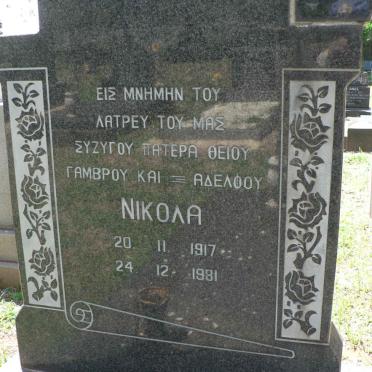 ΕΙΣ ΜΝΗΜΗΝ ΤΟΥ
ΛΑΤΡΕΥ ΤΟΥ ΜΑΣ
ΣΥΖΥΓΟΥ ΠΑΤΕΡΑ ΘΕΙΟΥ
ΓΑΜΒΡΟΥ ΚΑΙ Ξ ΑΔΕΛΦΟΥ
ΝΙΚΟΛΑ
20 11 1917
24 12 1981